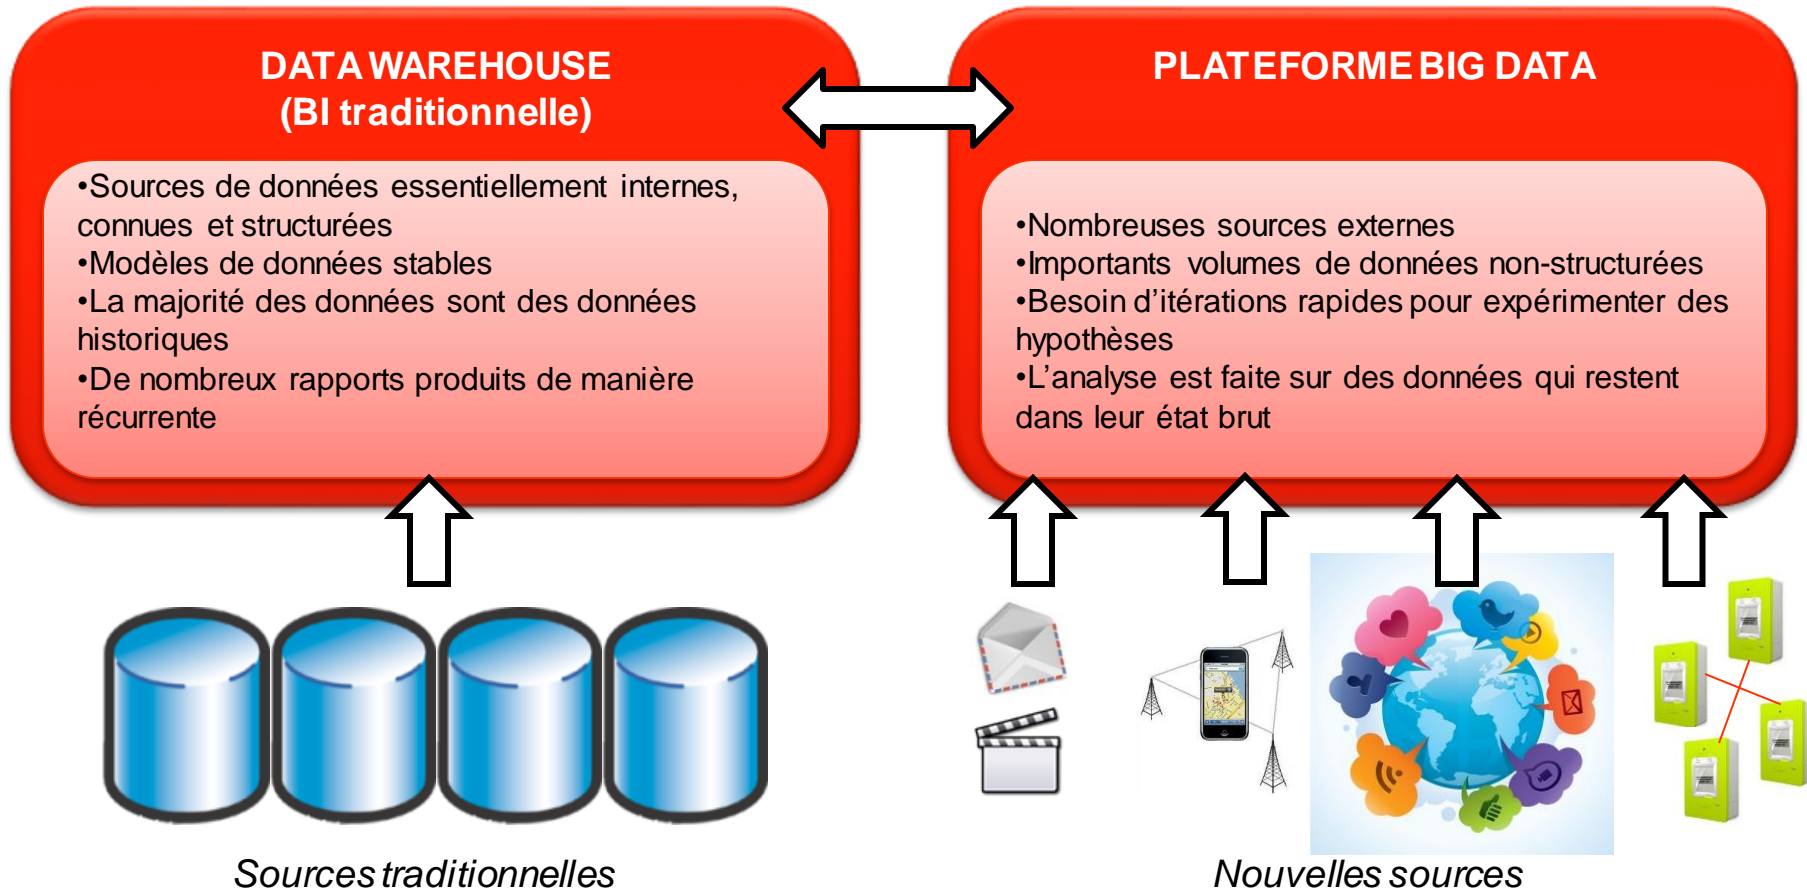 DATA WAREHOUSE
(BI traditionnelle)
•Sources de données essentiellement internes,
connues et structurées
•Modèles de données stables
•La majorité des données sont des données
historiques
•De nombreux rapports produits de manière
récurrente
PLATEFORME BIG DATA
•Nombreuses sources externes
•Importants volumes de données non-structurées
•Besoin d’itérations rapides pour expérimenter des
hypothèses
•L’analyse est faite sur des données qui restent
dans leur état brut
Sources traditionnelles
Nouvelles sources